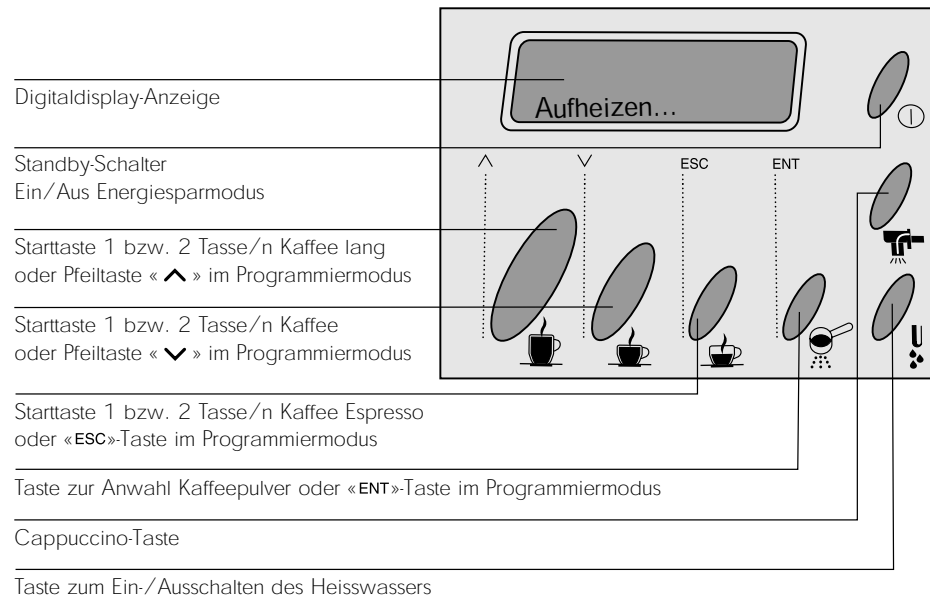 Aufheizen...
ESC
ENT
Digitaldisplay-Anzeige
Standby-Schalter
Ein/Aus Energiesparmodus
Starttaste 1 bzw. 2 Tasse/n Kaffee lang
oder Pfeiltaste « ∧ » im Programmiermodus
Starttaste 1 bzw. 2 Tasse/n Kaffee
oder Pfeiltaste « ∨ » im Programmiermodus
Starttaste 1 bzw. 2 Tasse/n Kaffee Espresso
oder «ESC»-Taste im Programmiermodus
Taste zur Anwahl Kaffeepulver oder «ENT»-Taste im Programmiermodus
Cappuccino-Taste
Taste zum Ein-/Ausschalten des Heisswassers